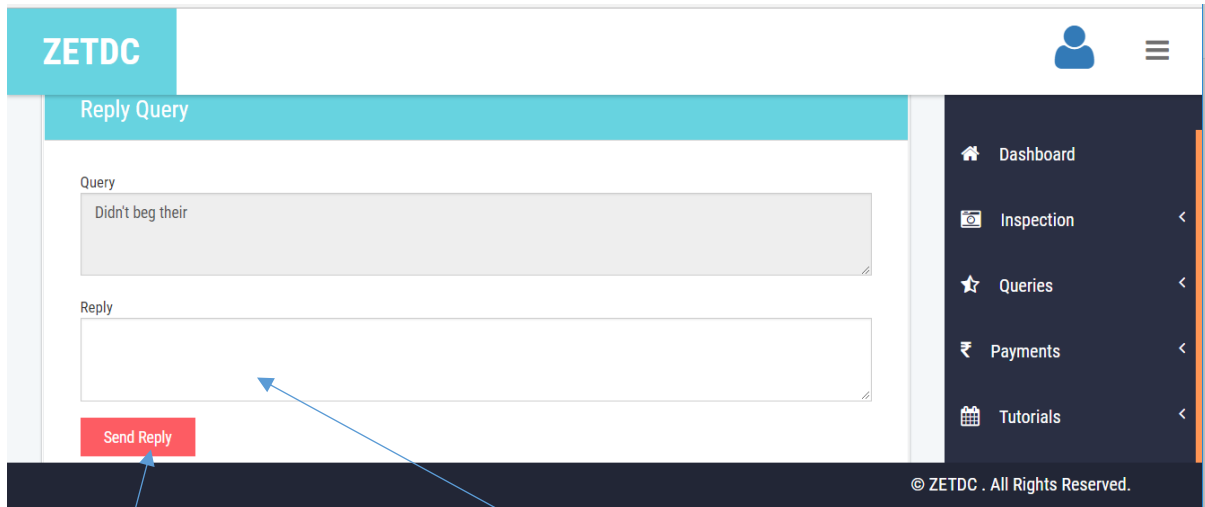 ZETDC
Reply Query
Query
Didn't beg their
Reply
Send Reply
Dashboard
Inspection
Queries
₹ Payments
Tutorials
© ZETDC . All Rights Reserved.